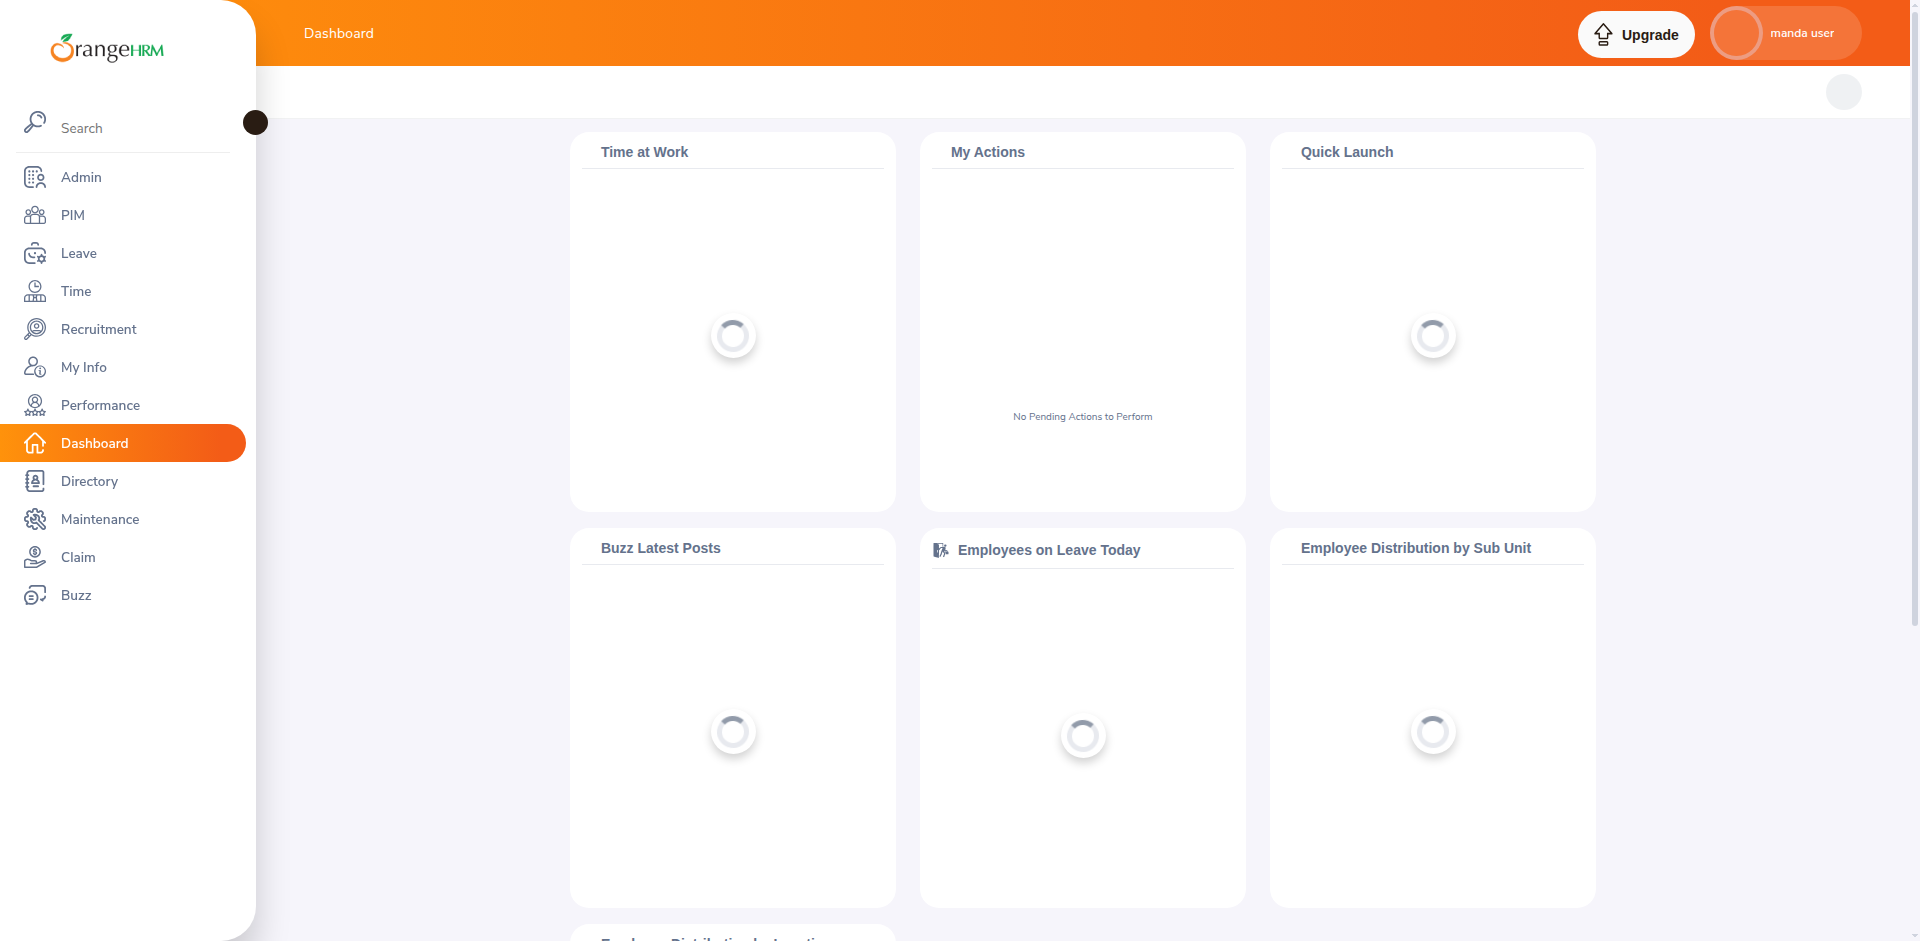 OrangeHRM
Dashboard
Upgrade
manda user
Search
Admin
PIM
Leave
Time
Recruitment
My Info
Performance
Dashboard
Directory
Maintenance
Claim
Buzz
Time at Work
My Actions
No Pending Actions to Perform
Quick Launch
Buzz Latest Posts
Employees on Leave Today
Employee Distribution by Sub Unit